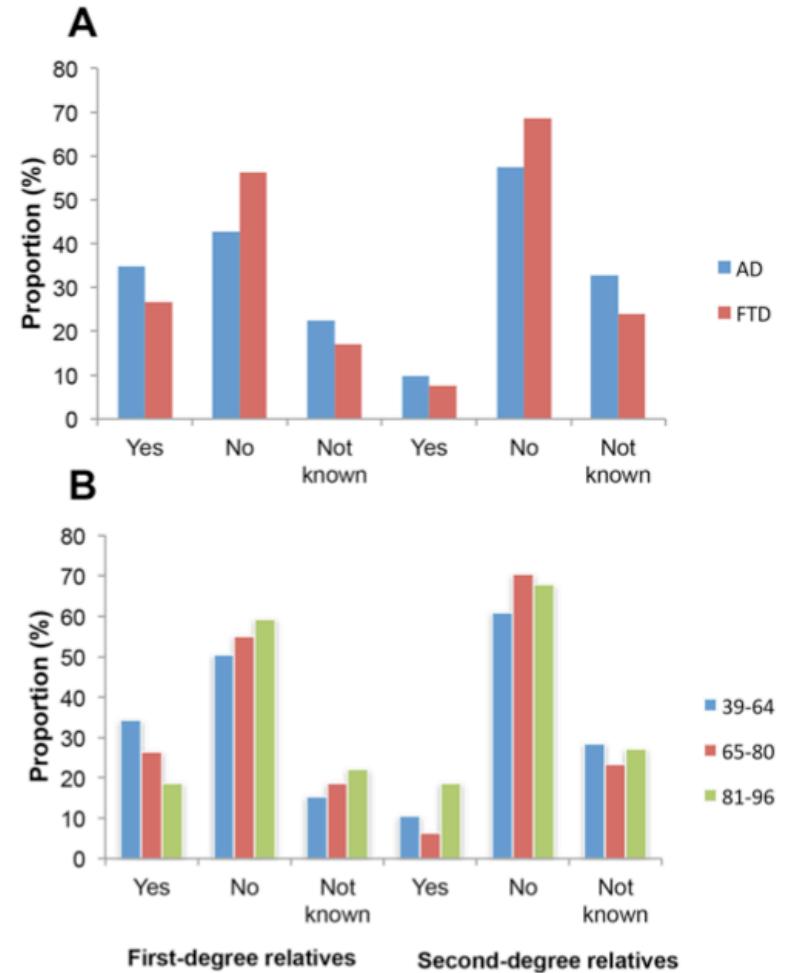 A
Proportion (%)
80
70
60
50
40
30
20
10
0
Yes No Not known Yes No Not known
AD
FTD
B
Proportion (%)
80
70
60
50
40
30
20
10
0
Yes No Not known Yes No Not known
First-degree relatives Second-degree relatives
39-64
65-80
81-96